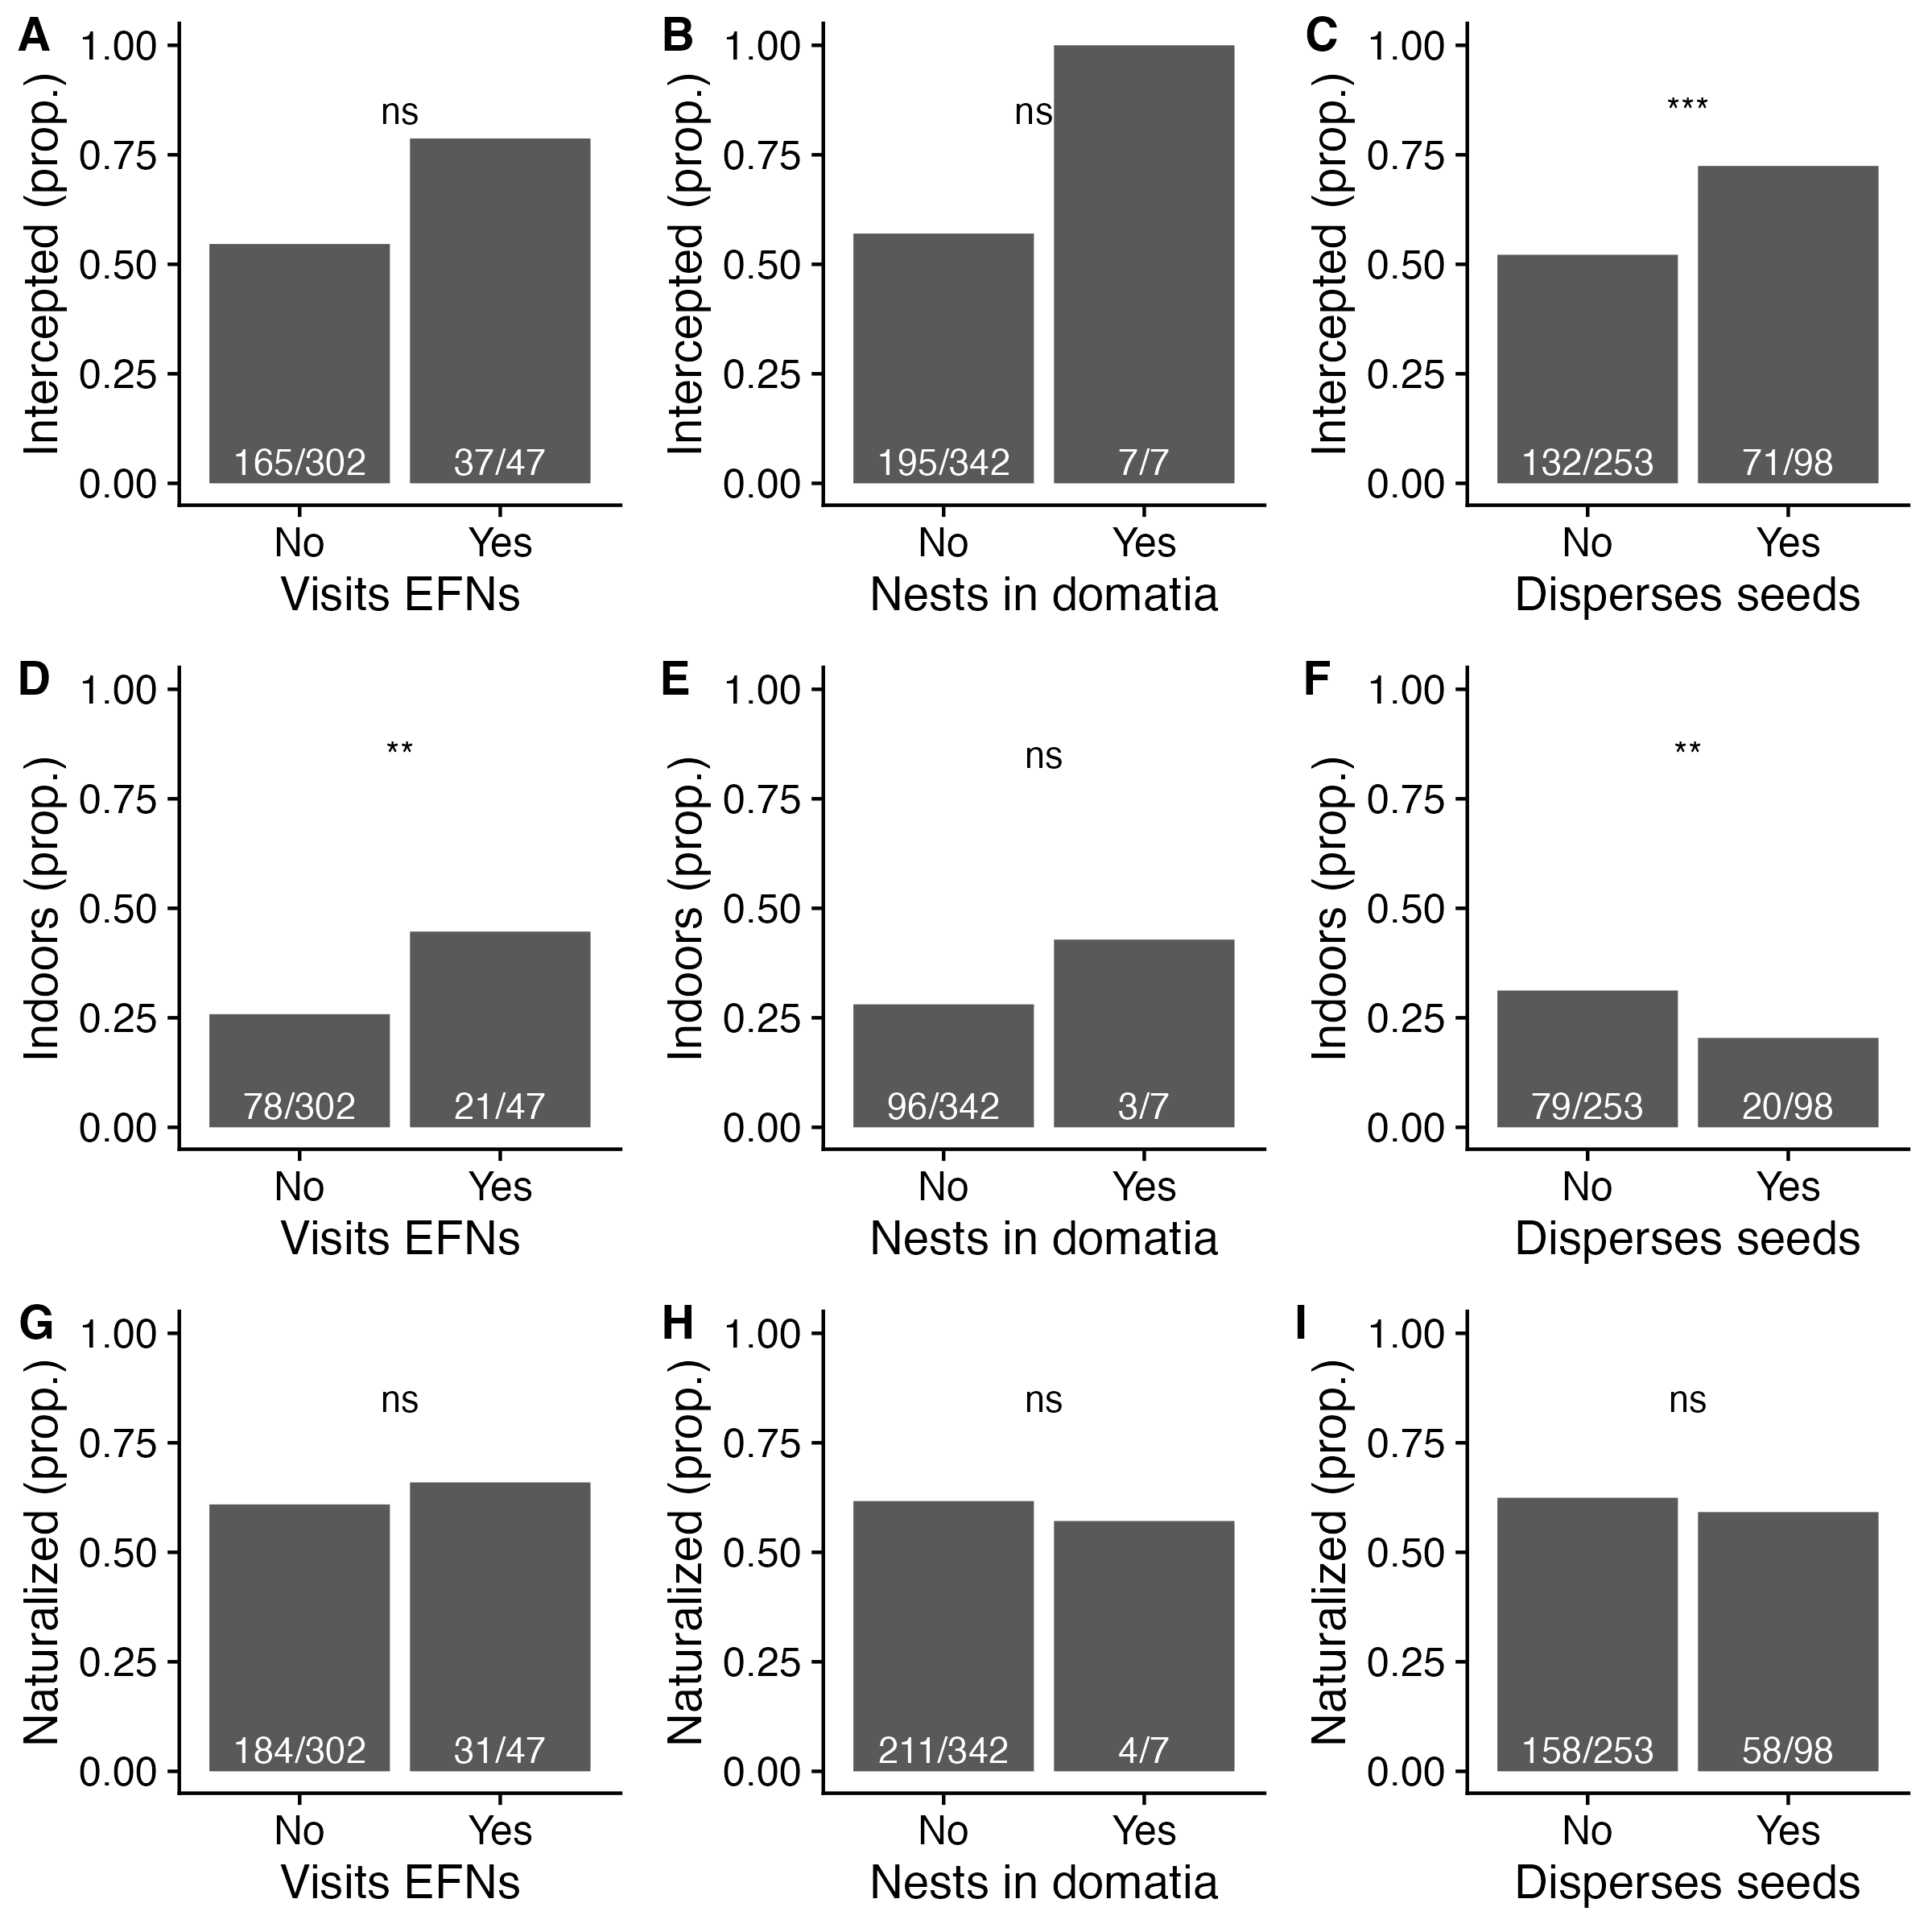 A
Intercepted (prop.)
1.00
0.75
0.50
0.25
0.00
ns
165/302
37/47
No
Yes
Visits EFNs
B
Intercepted (prop.)
1.00
0.75
0.50
0.25
0.00
ns
195/342
7/7
No
Yes
Nests in domatia
C
Intercepted (prop.)
1.00
0.75
0.50
0.25
0.00
***
132/253
71/98
No
Yes
Disperses seeds
D
Indoors (prop.)
1.00
0.75
0.50
0.25
0.00
**
78/302
21/47
No
Yes
Visits EFNs
E
Indoors (prop.)
1.00
0.75
0.50
0.25
0.00
ns
96/342
3/7
No
Yes
Nests in domatia
F
Indoors (prop.)
1.00
0.75
0.50
0.25
0.00
**
79/253
20/98
No
Yes
Disperses seeds
G
Naturalized (prop.)
1.00
0.75
0.50
0.25
0.00
ns
184/302
31/47
No
Yes
Visits EFNs
H
Naturalized (prop.)
1.00
0.75
0.50
0.25
0.00
ns
211/342
4/7
No
Yes
Nests in domatia
I
Naturalized (prop.)
1.00
0.75
0.50
0.25
0.00
ns
158/253
58/98
No
Yes
Disperses seeds